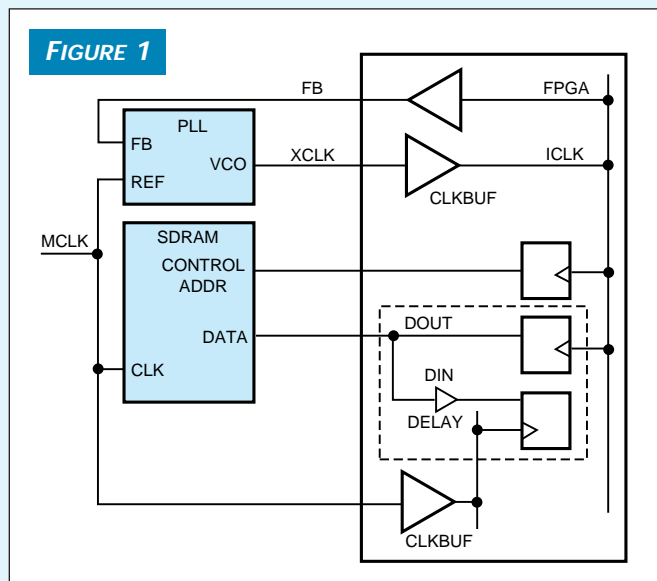 FIGURE 1
FB
FPGA
PLL
FB
VCO
XCLK
ICLK
REF
CLKBUF
MCLK
SDRAM
CONTROL
ADDR
DOUT
DATA
DIN
CLK
DELAY
CLKBUF